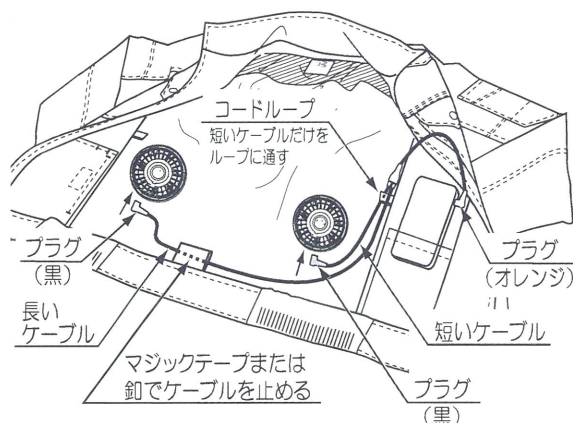 コードループ
短いケーブルだけを
ループに通す
プラグ
(黒)
プラグ
(オレンジ)
長い
ケーブル
短いケーブル
マジックテープまたは
釦でケーブルを止める
プラグ
(黒)